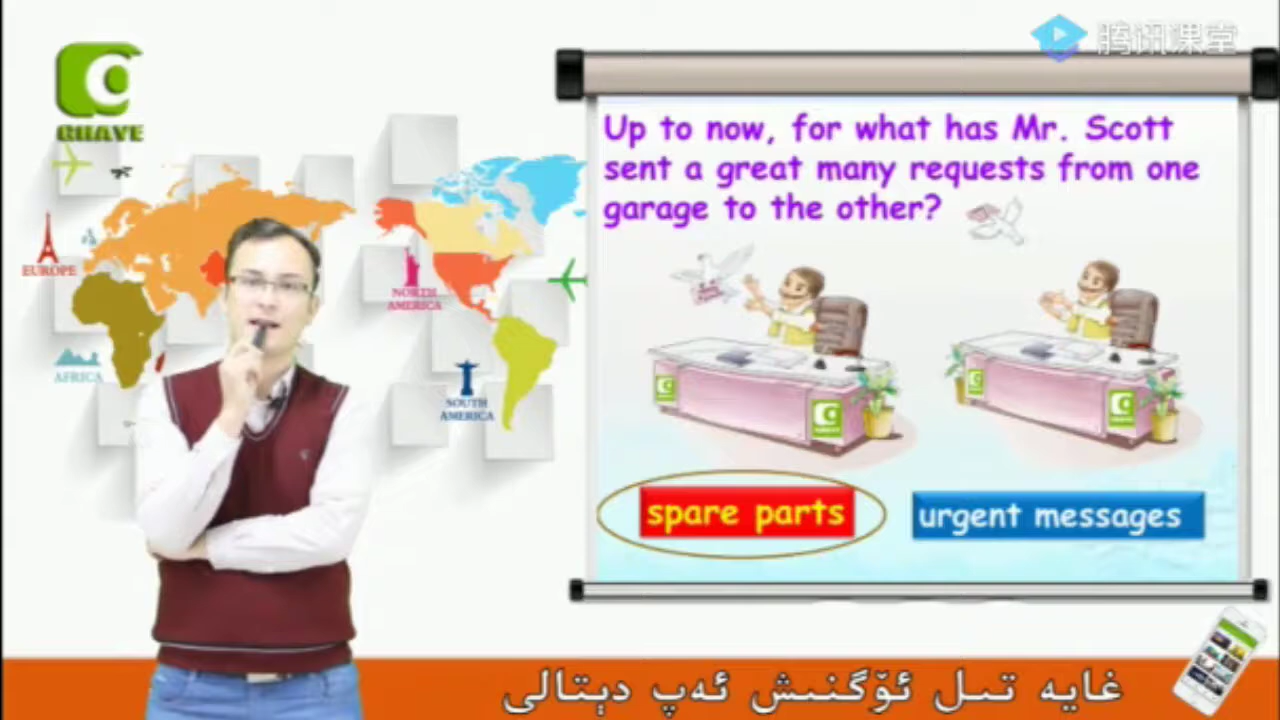 腾讯课堂
GHAVE
Up to now, for what has Mr. Scott
sent a great many requests from one
garage to the other?
EUROPE
NORTH
AMERICA
AFRICA
SOUTH
AMERICA
spare parts
urgent messages
غايە تىل ئۆگىنىش ئەپ دېتالى